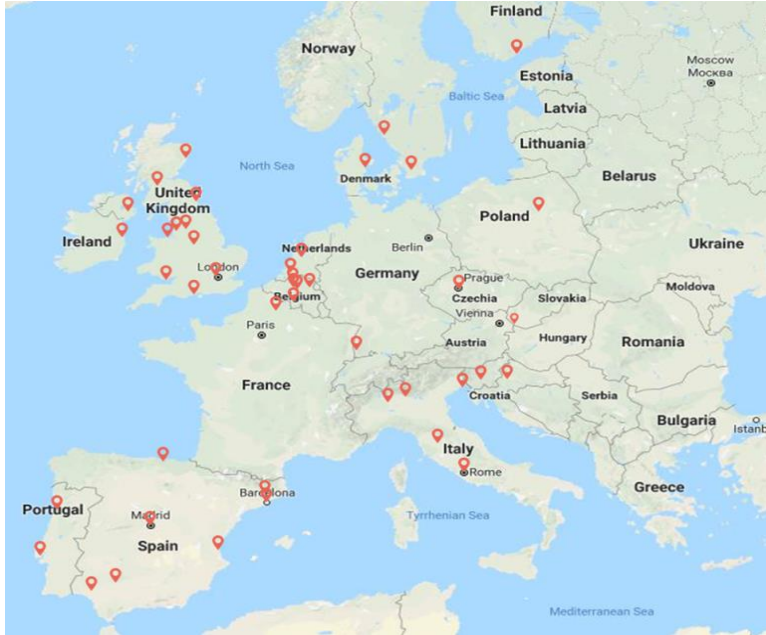 Finland
Norway
Moscow
Москва
Estonia
Baltic Sea
Latvia
Lithuania
North Sea
Denmark
Belarus
United
Kingdom
Poland
Ireland
Netherlands
Berlin
Ukraine
London
Germany
Prague
Belgium
Czechia
Slovakia
Moldova
Paris
Vienna
Austria
Hungary
Romania
France
Croatia
Serbia
Bulgaria
Istanb
Italy
Rome
Barcelona
Greece
Portugal
Madrid
Tyrrhenian Sea
Spain
Mediterranean Sea